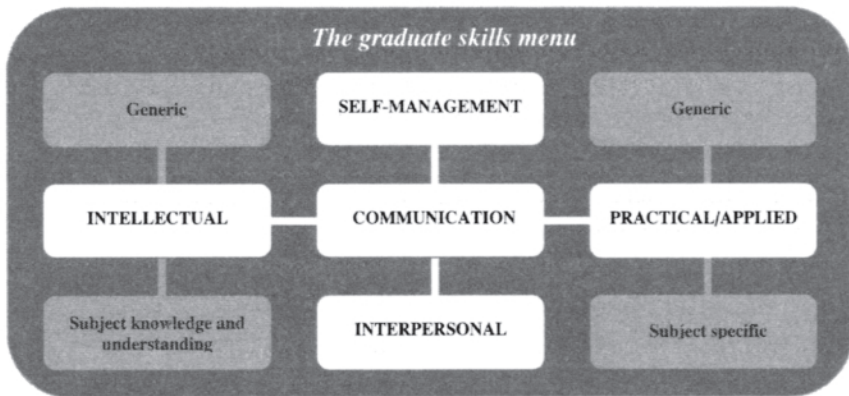 The graduate skills menu
Generic
SELF-MANAGEMENT
Generic
INTELLECTUAL
COMMUNICATION
PRACTICAL/APPLIED
Subject knowledge and
understanding
INTERPERSONAL
Subject specific